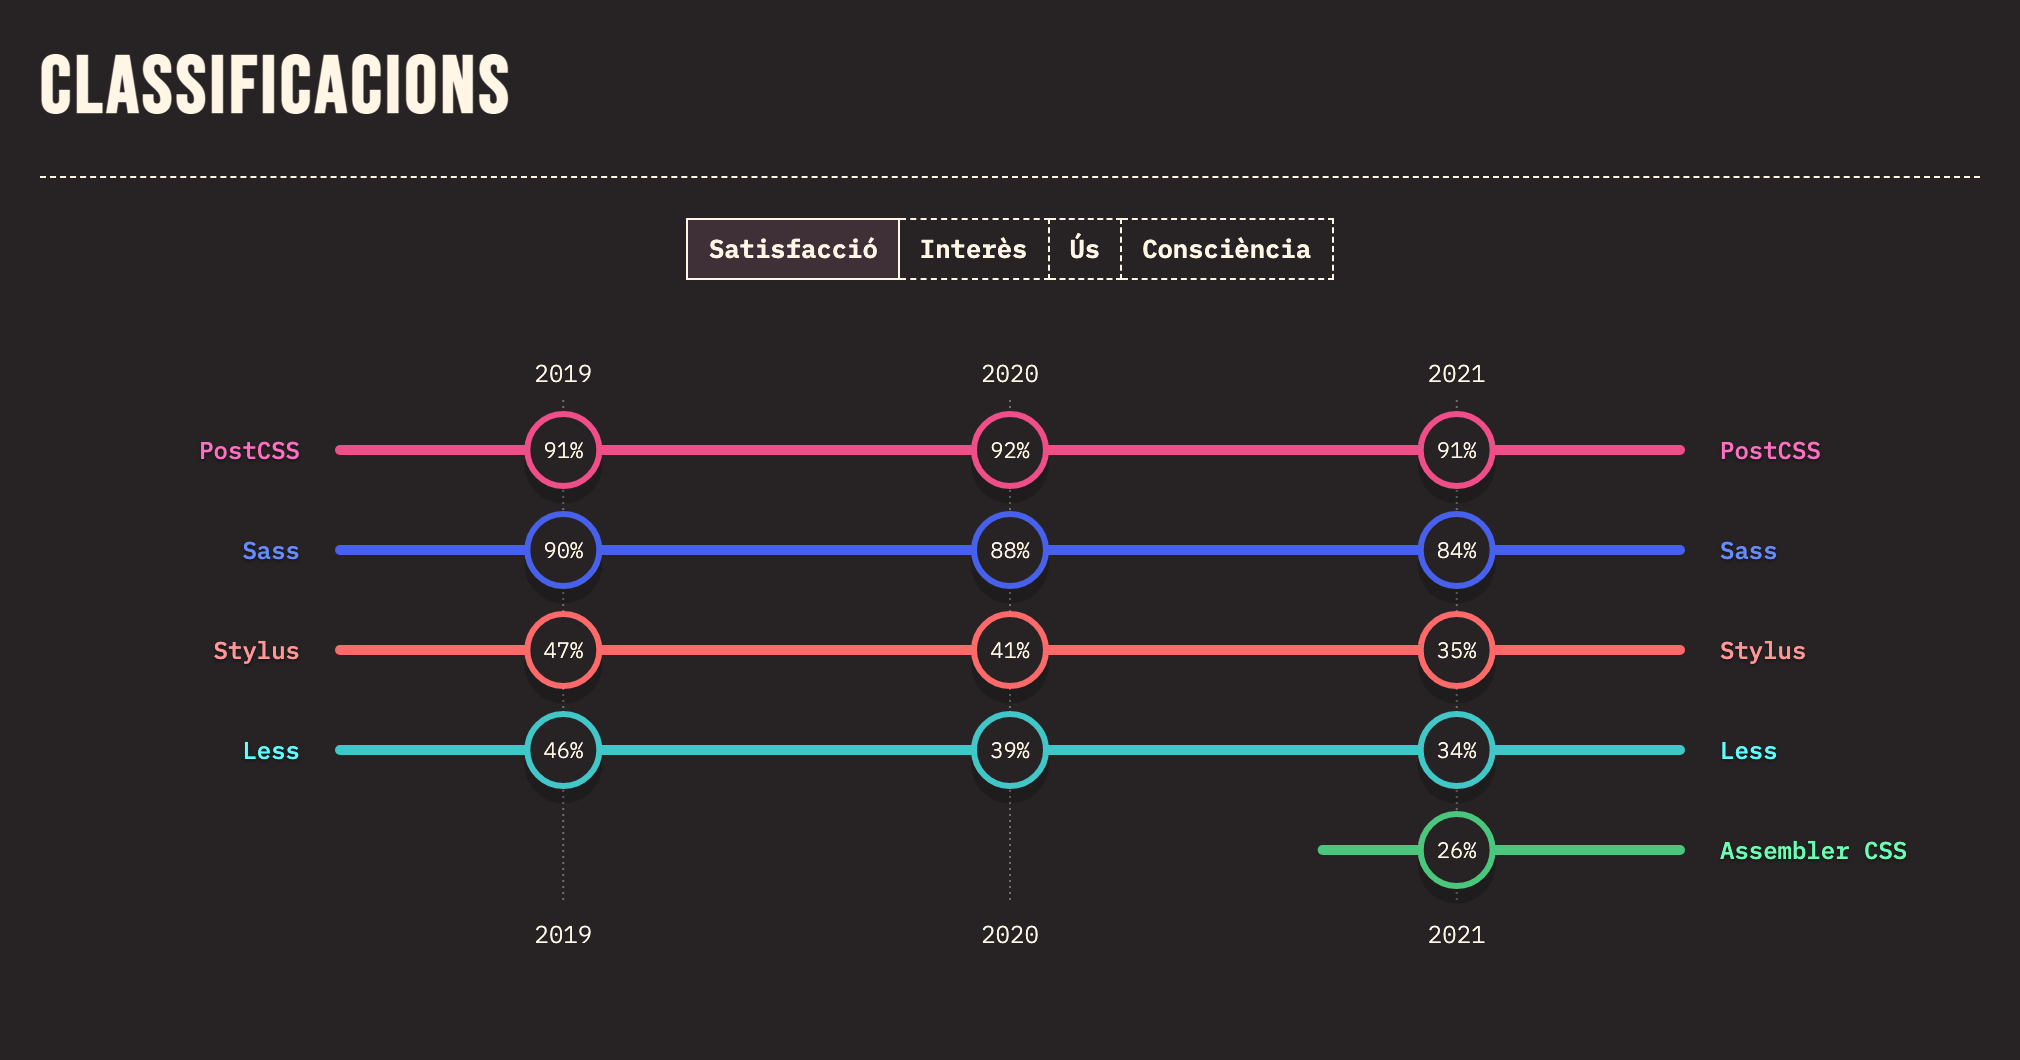 CLASSIFICACIONS
Satisfacció Interès Ús Consciència
2019 2020 2021
PostCSS 91% 92% 91% PostCSS
Sass 90% 88% 84% Sass
Stylus 47% 41% 35% Stylus
Less 46% 39% 34% Less
26% Assembler CSS
2019 2020 2021